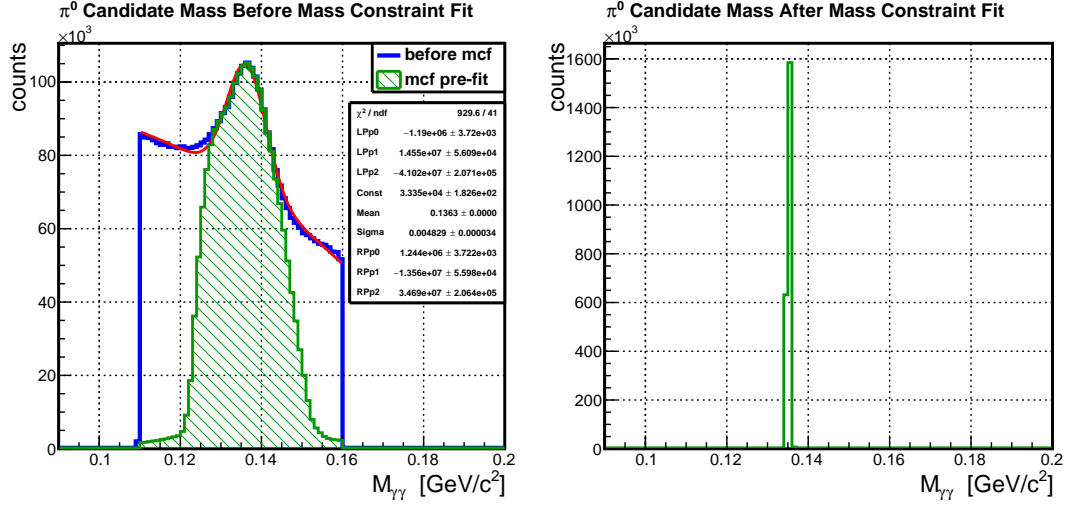 π⁰ Candidate Mass Before Mass Constraint Fit
×10³
counts
100
80
60
40
20
0
before mcf
mcf pre-fit
χ² / ndf 929.6 / 41
LPp0 −1.19e+06 ± 3.72e+03
LPp1 1.455e+07 ± 5.609e+04
LPp2 −4.102e+07 ± 2.071e+05
Const 3.335e+04 ± 1.826e+02
Mean 0.1363 ± 0.0000
Sigma 0.004829 ± 0.000034
RPp0 1.244e+06 ± 3.722e+03
RPp1 −1.356e+07 ± 5.598e+04
RPp2 3.469e+07 ± 2.064e+05
0.1 0.12 0.14 0.16 0.18 0.2
Mγγ [GeV/c²]
π⁰ Candidate Mass After Mass Constraint Fit
×10³
counts
1600
1400
1200
1000
800
600
400
200
0
0.1 0.12 0.14 0.16 0.18 0.2
Mγγ [GeV/c²]